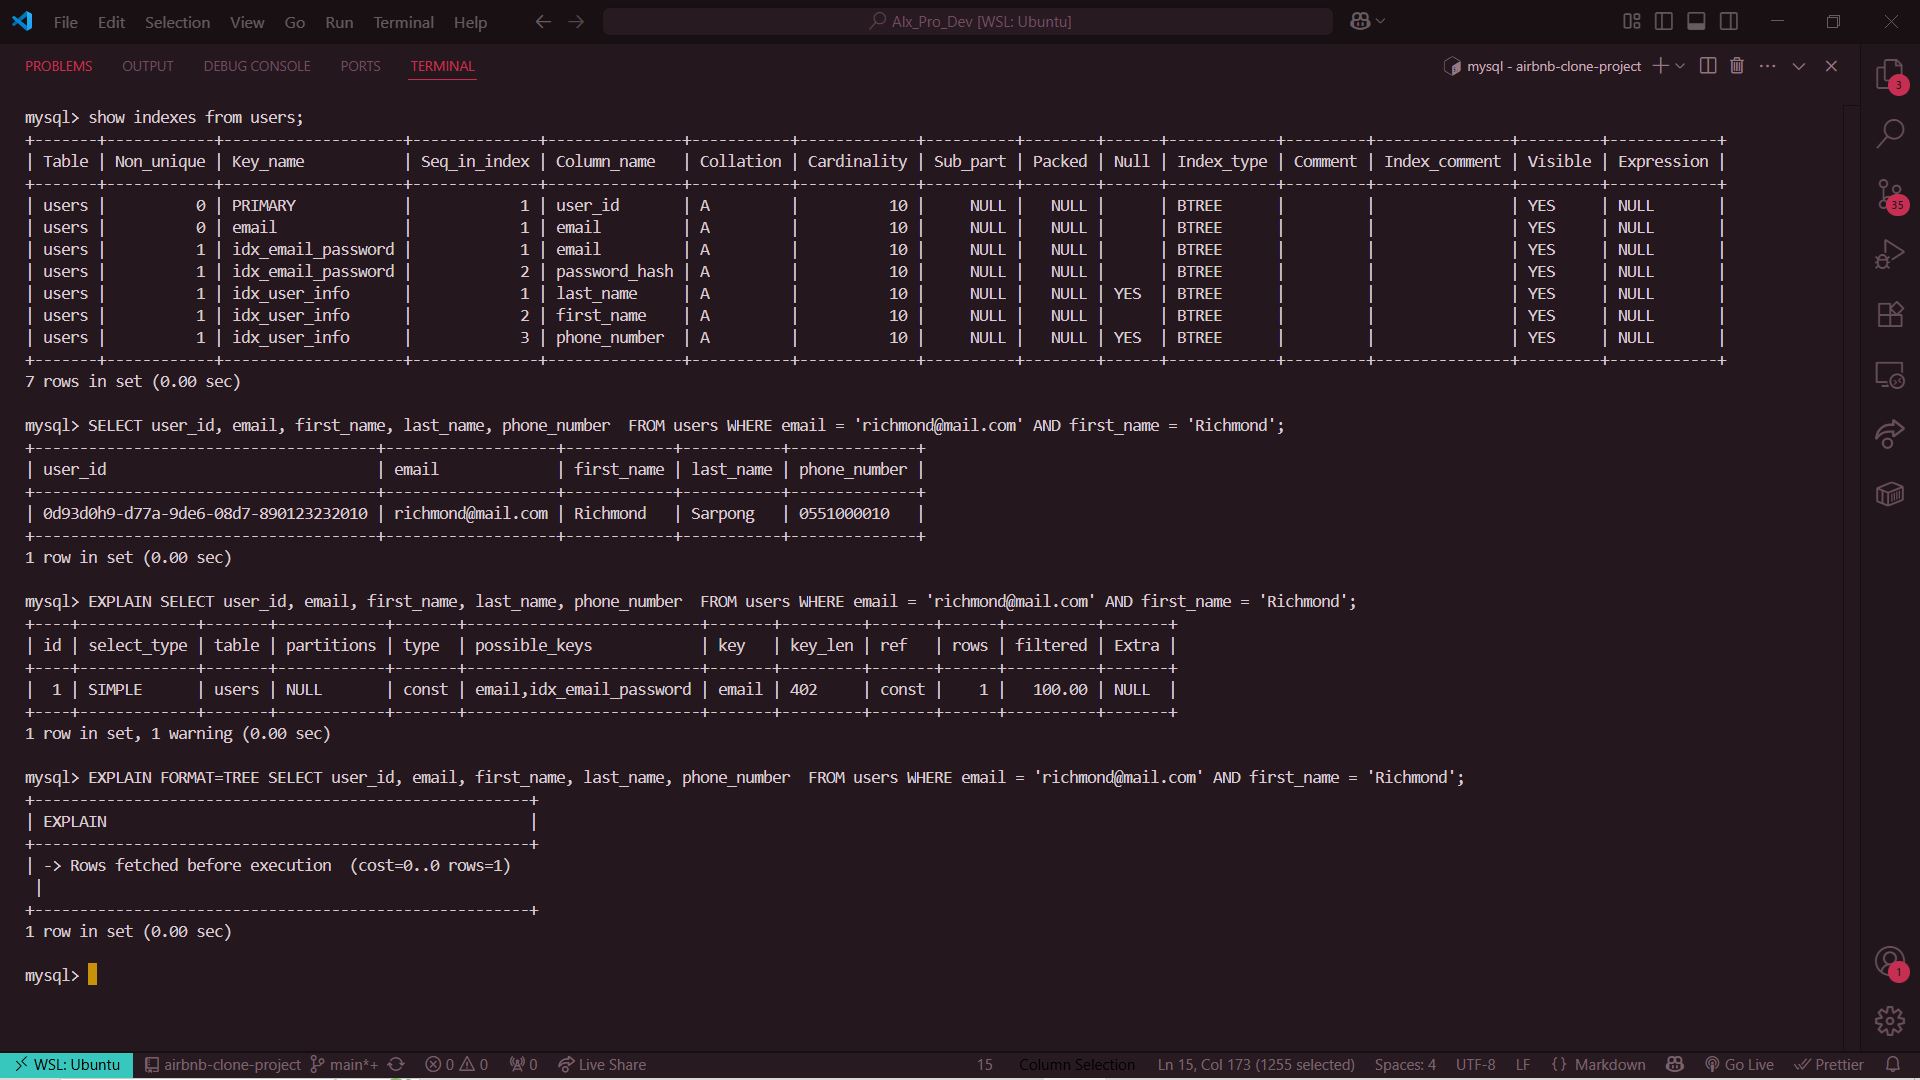 File Edit Selection View Go Run Terminal Help
Alx_Pro_Dev [WSL: Ubuntu]
PROBLEMS OUTPUT DEBUG CONSOLE PORTS TERMINAL
mysql - airbnb-clone-project
mysql> show indexes from users;
+-------+------------+--------------------+--------------+---------------+-----------+-------------+----------+--------+------+------------+---------+---------------+---------+------------+
| Table | Non_unique | Key_name           | Seq_in_index | Column_name   | Collation | Cardinality | Sub_part | Packed | Null | Index_type | Comment | Index_comment | Visible | Expression |
+-------+------------+--------------------+--------------+---------------+-----------+-------------+----------+--------+------+------------+---------+---------------+---------+------------+
| users |          0 | PRIMARY            |            1 | user_id       | A         |          10 |     NULL |   NULL |      | BTREE      |         |               | YES     | NULL       |
| users |          0 | email              |            1 | email         | A         |          10 |     NULL |   NULL |      | BTREE      |         |               | YES     | NULL       |
| users |          1 | idx_email_password |            1 | email         | A         |          10 |     NULL |   NULL |      | BTREE      |         |               | YES     | NULL       |
| users |          1 | idx_email_password |            2 | password_hash | A         |          10 |     NULL |   NULL |      | BTREE      |         |               | YES     | NULL       |
| users |          1 | idx_user_info      |            1 | last_name     | A         |          10 |     NULL |   NULL | YES  | BTREE      |         |               | YES     | NULL       |
| users |          1 | idx_user_info      |            2 | first_name    | A         |          10 |     NULL |   NULL |      | BTREE      |         |               | YES     | NULL       |
| users |          1 | idx_user_info      |            3 | phone_number  | A         |          10 |     NULL |   NULL | YES  | BTREE      |         |               | YES     | NULL       |
+-------+------------+--------------------+--------------+---------------+-----------+-------------+----------+--------+------+------------+---------+---------------+---------+------------+
7 rows in set (0.00 sec)
mysql> SELECT user_id, email, first_name, last_name, phone_number  FROM users WHERE email = 'richmond@mail.com' AND first_name = 'Richmond';
+--------------------------------------+-------------------+------------+-----------+--------------+
| user_id                              | email             | first_name | last_name | phone_number |
+--------------------------------------+-------------------+------------+-----------+--------------+
| 0d93d0h9-d77a-9de6-08d7-890123232010 | richmond@mail.com | Richmond   | Sarpong   | 0551000010   |
+--------------------------------------+-------------------+------------+-----------+--------------+
1 row in set (0.00 sec)
mysql> EXPLAIN SELECT user_id, email, first_name, last_name, phone_number  FROM users WHERE email = 'richmond@mail.com' AND first_name = 'Richmond';
+----+-------------+-------+------------+-------+--------------------------+-------+---------+-------+------+----------+-------+
| id | select_type | table | partitions | type  | possible_keys            | key   | key_len | ref   | rows | filtered | Extra |
+----+-------------+-------+------------+-------+--------------------------+-------+---------+-------+------+----------+-------+
|  1 | SIMPLE      | users | NULL       | const | email,idx_email_password | email | 402     | const |    1 |   100.00 | NULL  |
+----+-------------+-------+------------+-------+--------------------------+-------+---------+-------+------+----------+-------+
1 row in set, 1 warning (0.00 sec)
mysql> EXPLAIN FORMAT=TREE SELECT user_id, email, first_name, last_name, phone_number  FROM users WHERE email = 'richmond@mail.com' AND first_name = 'Richmond';
+-------------------------------------------------------+
| EXPLAIN                                               |
+-------------------------------------------------------+
| -> Rows fetched before execution  (cost=0..0 rows=1)
 |
+-------------------------------------------------------+
1 row in set (0.00 sec)
mysql>
3
35
1
WSL: Ubuntu airbnb-clone-project main*+ 0 0 0 Live Share 15 Column Selection Ln 15, Col 173 (1255 selected) Spaces: 4 UTF-8 LF {} Markdown Go Live Prettier